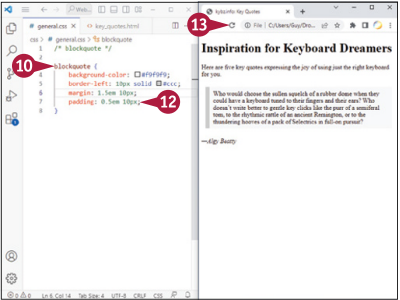 # general.css
<> key_quotes.html
css > # general.css > blockquote
1 /* blockquote */
2
3 blockquote {
4 background-color: #f9f9f9;
5 border-left: 10px solid #ccc;
6 margin: 1.5em 10px;
7 padding: 0.5em 10px;
8 }
10
12
0 0 Ln 6, Col 14 Tab Size: 4 UTF-8 CRLF CSS
Key Quotes
13
File | C:/Users/Guy/Dro...
Inspiration for Keyboard Dreamers
Here are five key quotes expressing the joy of using just the right keyboard
for you.
Who would choose the sullen squelch of a rubber dome when they
could have a keyboard tuned to their fingers and their ears? Who
doesn't write better to gentle key clicks like the purr of a semiferal
tom, to the rhythmic rattle of an ancient Remington, or to the
thundering hooves of a pack of Selectrics in full-on pursuit?
—Algy Beatty